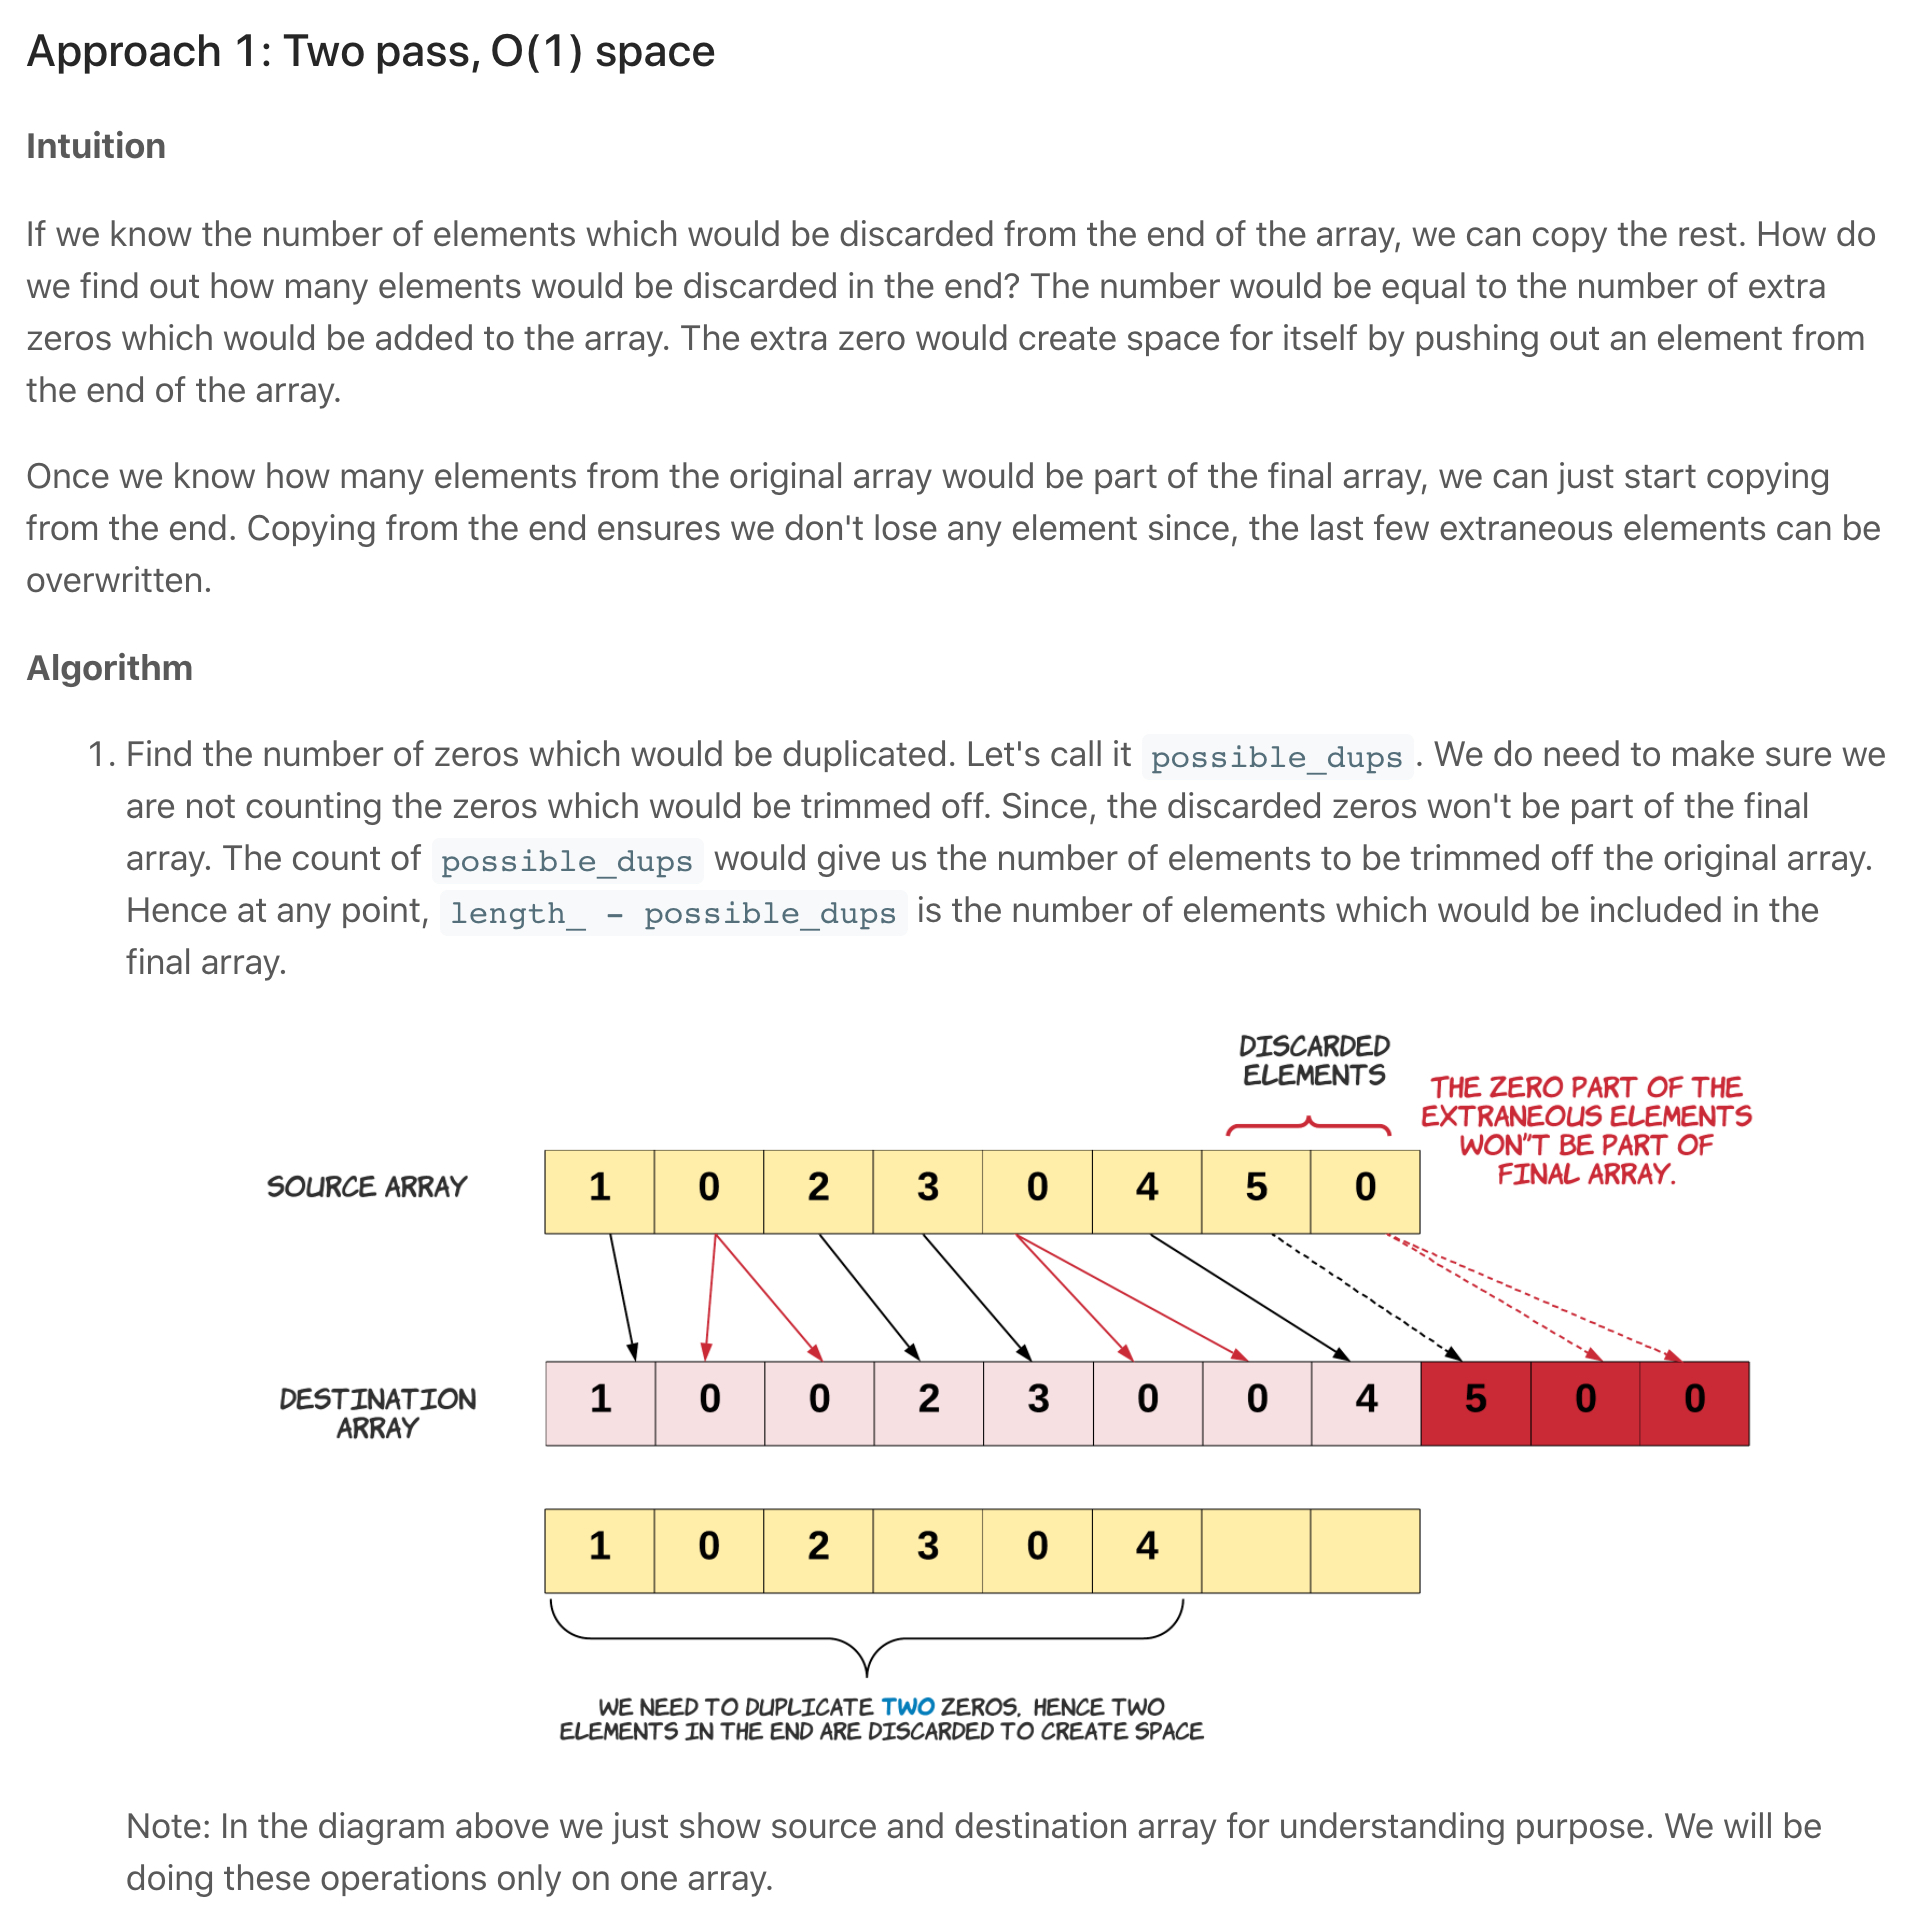 Approach 1: Two pass, O(1) space
Intuition
If we know the number of elements which would be discarded from the end of the array, we can copy the rest. How do
we find out how many elements would be discarded in the end? The number would be equal to the number of extra
zeros which would be added to the array. The extra zero would create space for itself by pushing out an element from
the end of the array.
Once we know how many elements from the original array would be part of the final array, we can just start copying
from the end. Copying from the end ensures we don't lose any element since, the last few extraneous elements can be
overwritten.
Algorithm
1. Find the number of zeros which would be duplicated. Let's call it possible_dups . We do need to make sure we
are not counting the zeros which would be trimmed off. Since, the discarded zeros won't be part of the final
array. The count of possible_dups would give us the number of elements to be trimmed off the original array.
Hence at any point, length_ - possible_dups is the number of elements which would be included in the
final array.
DISCARDED
ELEMENTS
THE ZERO PART OF THE
EXTRANEOUS ELEMENTS
WON"T BE PART OF
FINAL ARRAY.
SOURCE ARRAY
1 0 2 3 0 4 5 0
DESTINATION
ARRAY
1 0 0 2 3 0 0 4 5 0 0
1 0 2 3 0 4
WE NEED TO DUPLICATE TWO ZEROS. HENCE TWO
ELEMENTS IN THE END ARE DISCARDED TO CREATE SPACE
Note: In the diagram above we just show source and destination array for understanding purpose. We will be
doing these operations only on one array.